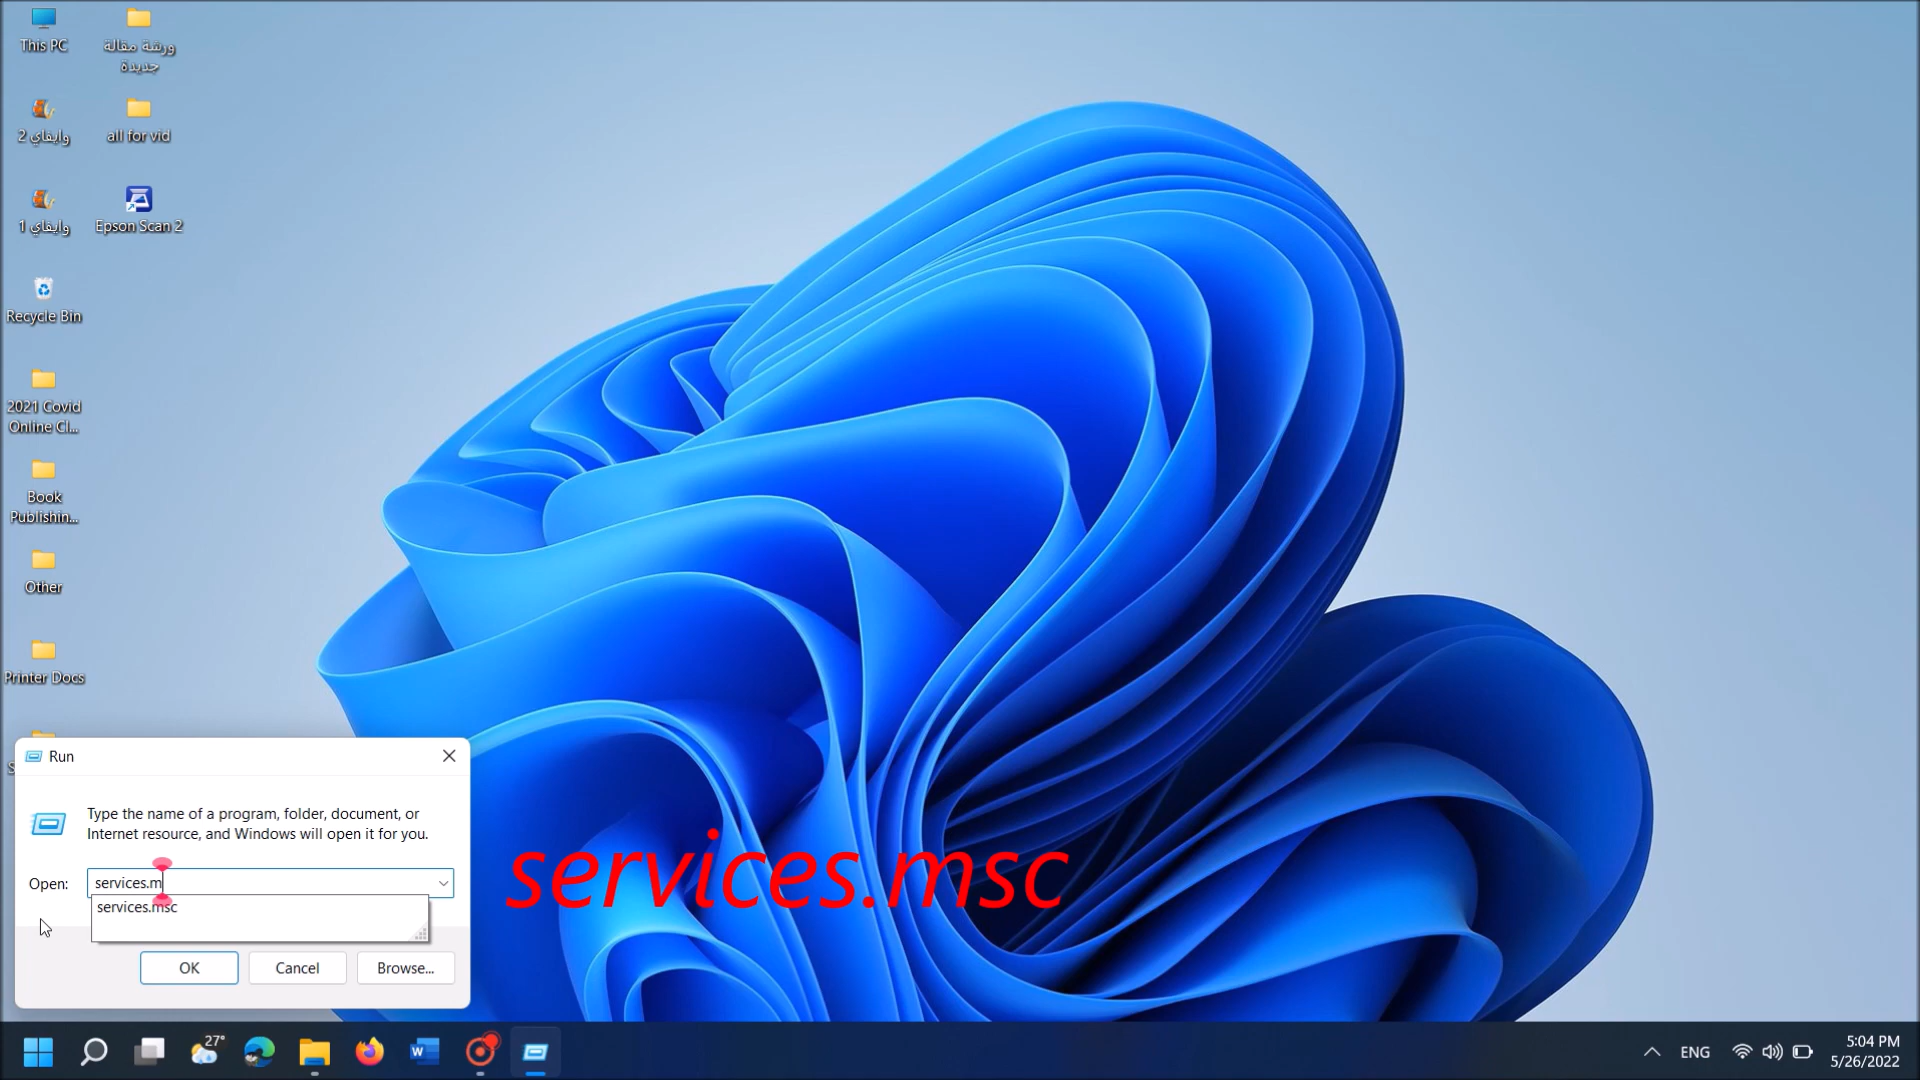 This PC
ورشة مقالة
جديدة
وايفاي 2
all for vid
وايفاي 1
Epson Scan 2
Recycle Bin
2021 Covid
Online Cl...
Book
Publishin...
Other
Printer Docs
Run
Type the name of a program, folder, document, or
Internet resource, and Windows will open it for you.
Open:
services.m
services.msc
OK
Cancel
Browse...
services.msc
27°
ENG
5:04 PM
5/26/2022